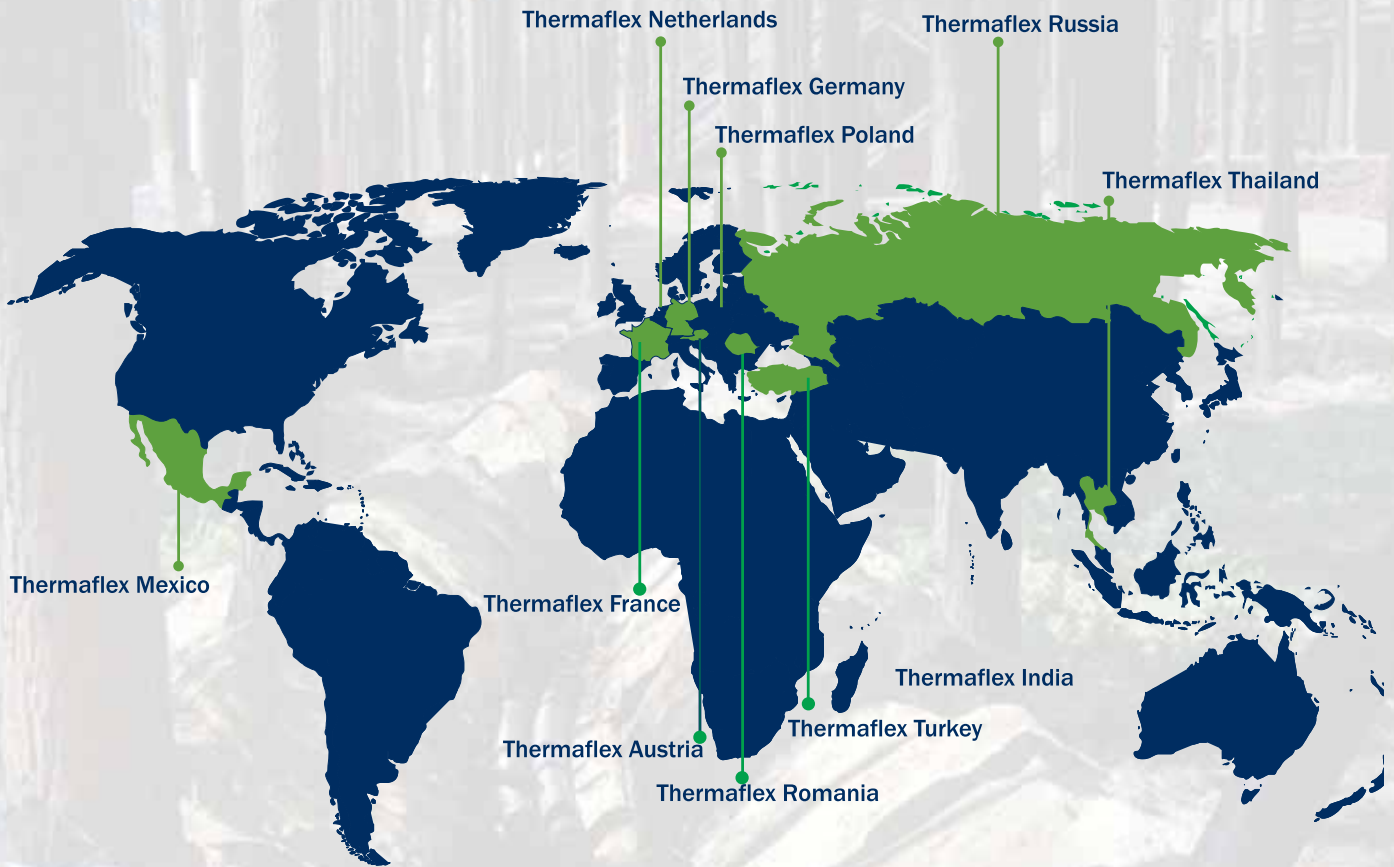 Thermaflex Netherlands
Thermaflex Russia
Thermaflex Germany
Thermaflex Poland
Thermaflex Thailand
Thermaflex Mexico
Thermaflex France
Thermaflex India
Thermaflex Turkey
Thermaflex Austria
Thermaflex Romania